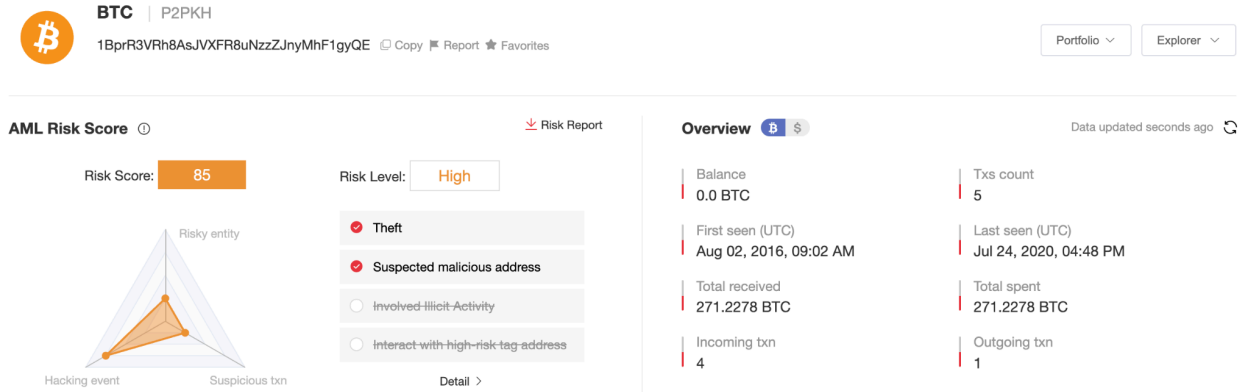 BTC | P2PKH
1BprR3VRh8AsJVXFR8uNzzZJnyMhF1gyQE Copy Report Favorites
Portfolio Explorer
AML Risk Score
Risk Report
Risk Score: 85
Risk Level: High
Risky entity
Hacking event
Suspicious txn
Theft
Suspected malicious address
Involved Illicit Activity
Interact with high-risk tag address
Detail >
Overview ₿ $
Data updated seconds ago
Balance
0.0 BTC
Txs count
5
First seen (UTC)
Aug 02, 2016, 09:02 AM
Last seen (UTC)
Jul 24, 2020, 04:48 PM
Total received
271.2278 BTC
Total spent
271.2278 BTC
Incoming txn
4
Outgoing txn
1